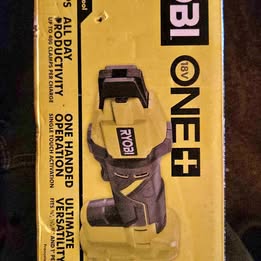 OBI 18V ONE+
RYOBI
ALL DAY
PRODUCTIVITY
UP TO 400 CLAMPS PER CHARGE
ONE HANDED
OPERATION
SINGLE TOUCH ACTIVATION
ULTIMATE
VERSATILITY